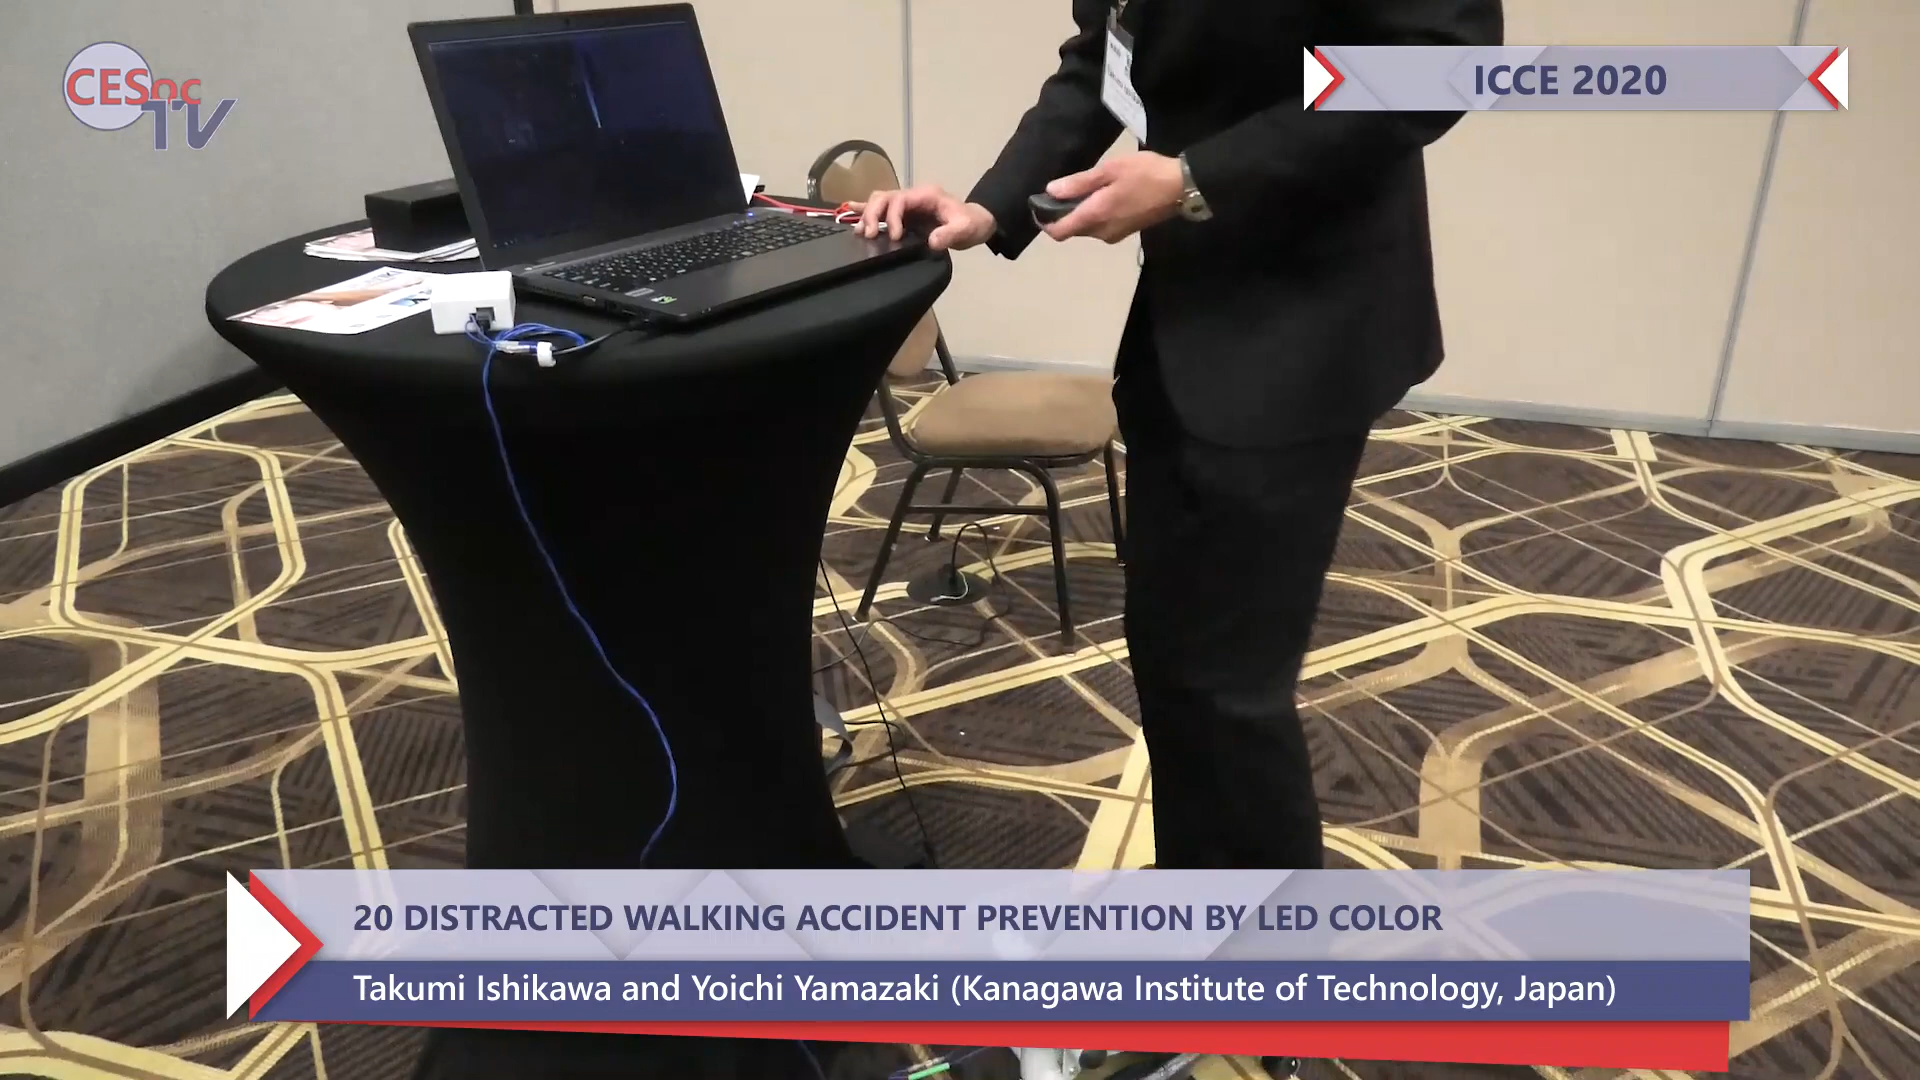 CESoc
TV
ICCE 2020
20 DISTRACTED WALKING ACCIDENT PREVENTION BY LED COLOR
Takumi Ishikawa and Yoichi Yamazaki (Kanagawa Institute of Technology, Japan)